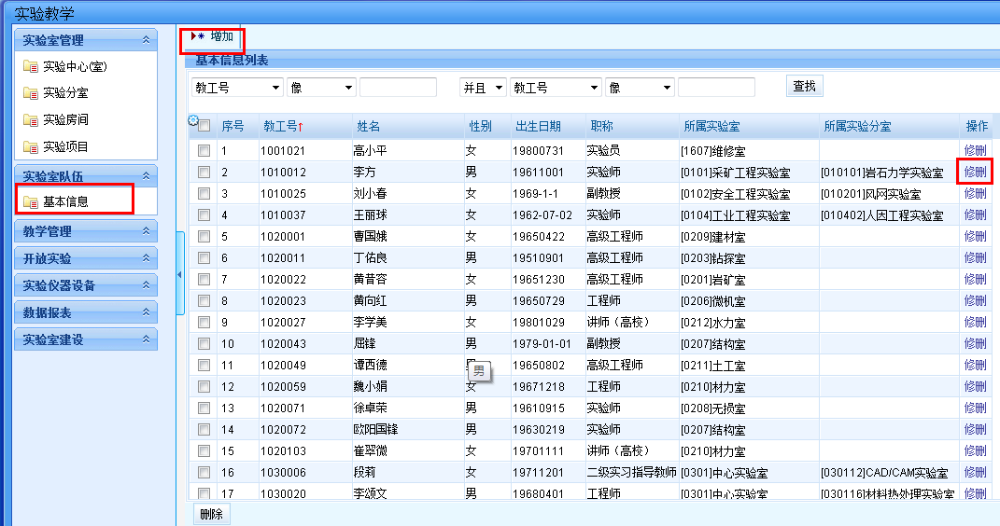 实验教学
实验室管理
实验中心(室)
实验分室
实验房间
实验项目
实验室队伍
基本信息
教学管理
开放实验
实验仪器设备
数据报表
实验室建设
增加
基本信息列表
教工号 像 并且 教工号 像 查找
序号 教工号↑ 姓名 性别 出生日期 职称 所属实验室 所属实验分室 操作
1 1001021 高小平 女 19800731 实验员 [1607]维修室 修删
2 1010012 李方 男 19611001 实验师 [0101]采矿工程实验室 [010101]岩石力学实验室 修删
3 1010025 刘小春 女 1969-1-1 副教授 [0102]安全工程实验室 [010201]风网实验室 修删
4 1010037 王丽球 女 1962-07-02 实验师 [0104]工业工程实验室 [010402]人因工程实验室 修删
5 1020001 曹国娥 女 19650422 高级工程师 [0209]建材室 修删
6 1020011 丁佑良 男 19510901 高级工程师 [0203]钻探室 修删
7 1020022 黄昔容 女 19651230 高级工程师 [0201]岩矿室 修删
8 1020023 黄向红 男 19650729 工程师 [0206]微机室 修删
9 1020027 李学美 女 19801029 讲师（高校） [0212]水力室 修删
10 1020043 屈锋 男 1979-01-01 副教授 [0207]结构室 修删
11 1020049 谭西德 男 19650802 高级工程师 [0211]土工室 修删
男
12 1020059 魏小娟 女 19671218 工程师 [0210]材力室 修删
13 1020071 徐卓荣 男 19610915 实验师 [0208]无损室 修删
14 1020072 欧阳国锋 男 19630219 实验师 [0207]结构室 修删
15 1020103 崔翠微 女 19701111 讲师（高校） [0210]材力室 修删
16 1030006 段莉 女 19711201 二级实习指导教师 [0301]中心实验室 [030112]CAD/CAM实验室 修删
17 1030020 李颂文 男 19680401 工程师 [0301]中心实验室 [030116]材料热处理实验室 修删
删除